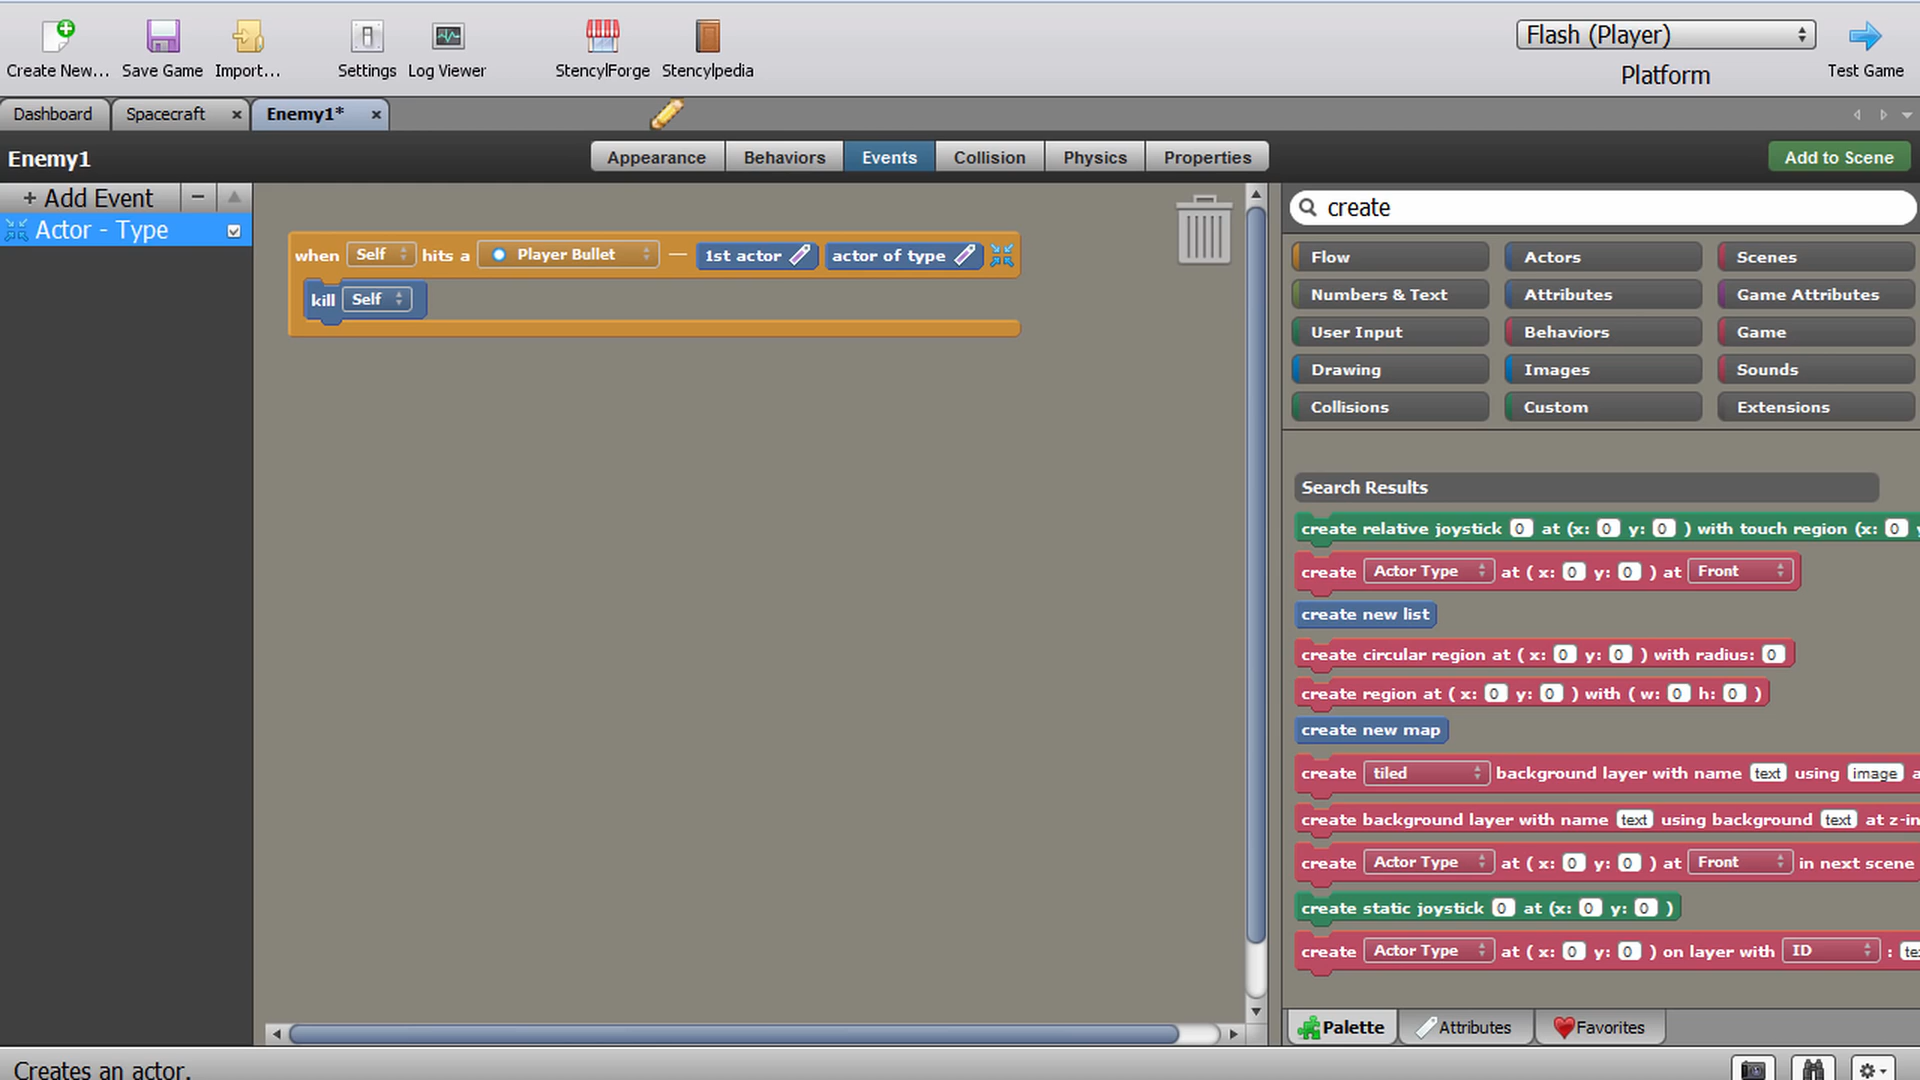 Create New... Save Game Import... Settings Log Viewer StencylForge Stencylpedia
Flash (Player)
Platform
Test Game
Dashboard Spacecraft × Enemy1* ×
Enemy1
Appearance Behaviors Events Collision Physics Properties
Add to Scene
+ Add Event −
Actor - Type
when Self hits a Player Bullet — 1st actor actor of type
kill Self
create
Flow Actors Scenes
Numbers & Text Attributes Game Attributes
User Input Behaviors Game
Drawing Images Sounds
Collisions Custom Extensions
Search Results
create relative joystick 0 at (x: 0 y: 0 ) with touch region (x: 0
create Actor Type at ( x: 0 y: 0 ) at Front
create new list
create circular region at ( x: 0 y: 0 ) with radius: 0
create region at ( x: 0 y: 0 ) with ( w: 0 h: 0 )
create new map
create tiled background layer with name text using image
create background layer with name text using background text at z-in
create Actor Type at ( x: 0 y: 0 ) at Front in next scene
create static joystick 0 at (x: 0 y: 0 )
create Actor Type at ( x: 0 y: 0 ) on layer with ID :
Palette Attributes Favorites
Creates an actor.